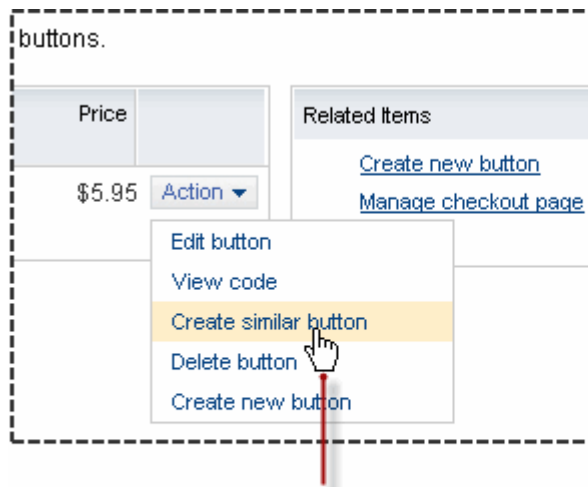 buttons.
Price
Related Items
Create new button
$5.95 Action
Manage checkout page
Edit button
View code
Create similar button
Delete button
Create new button